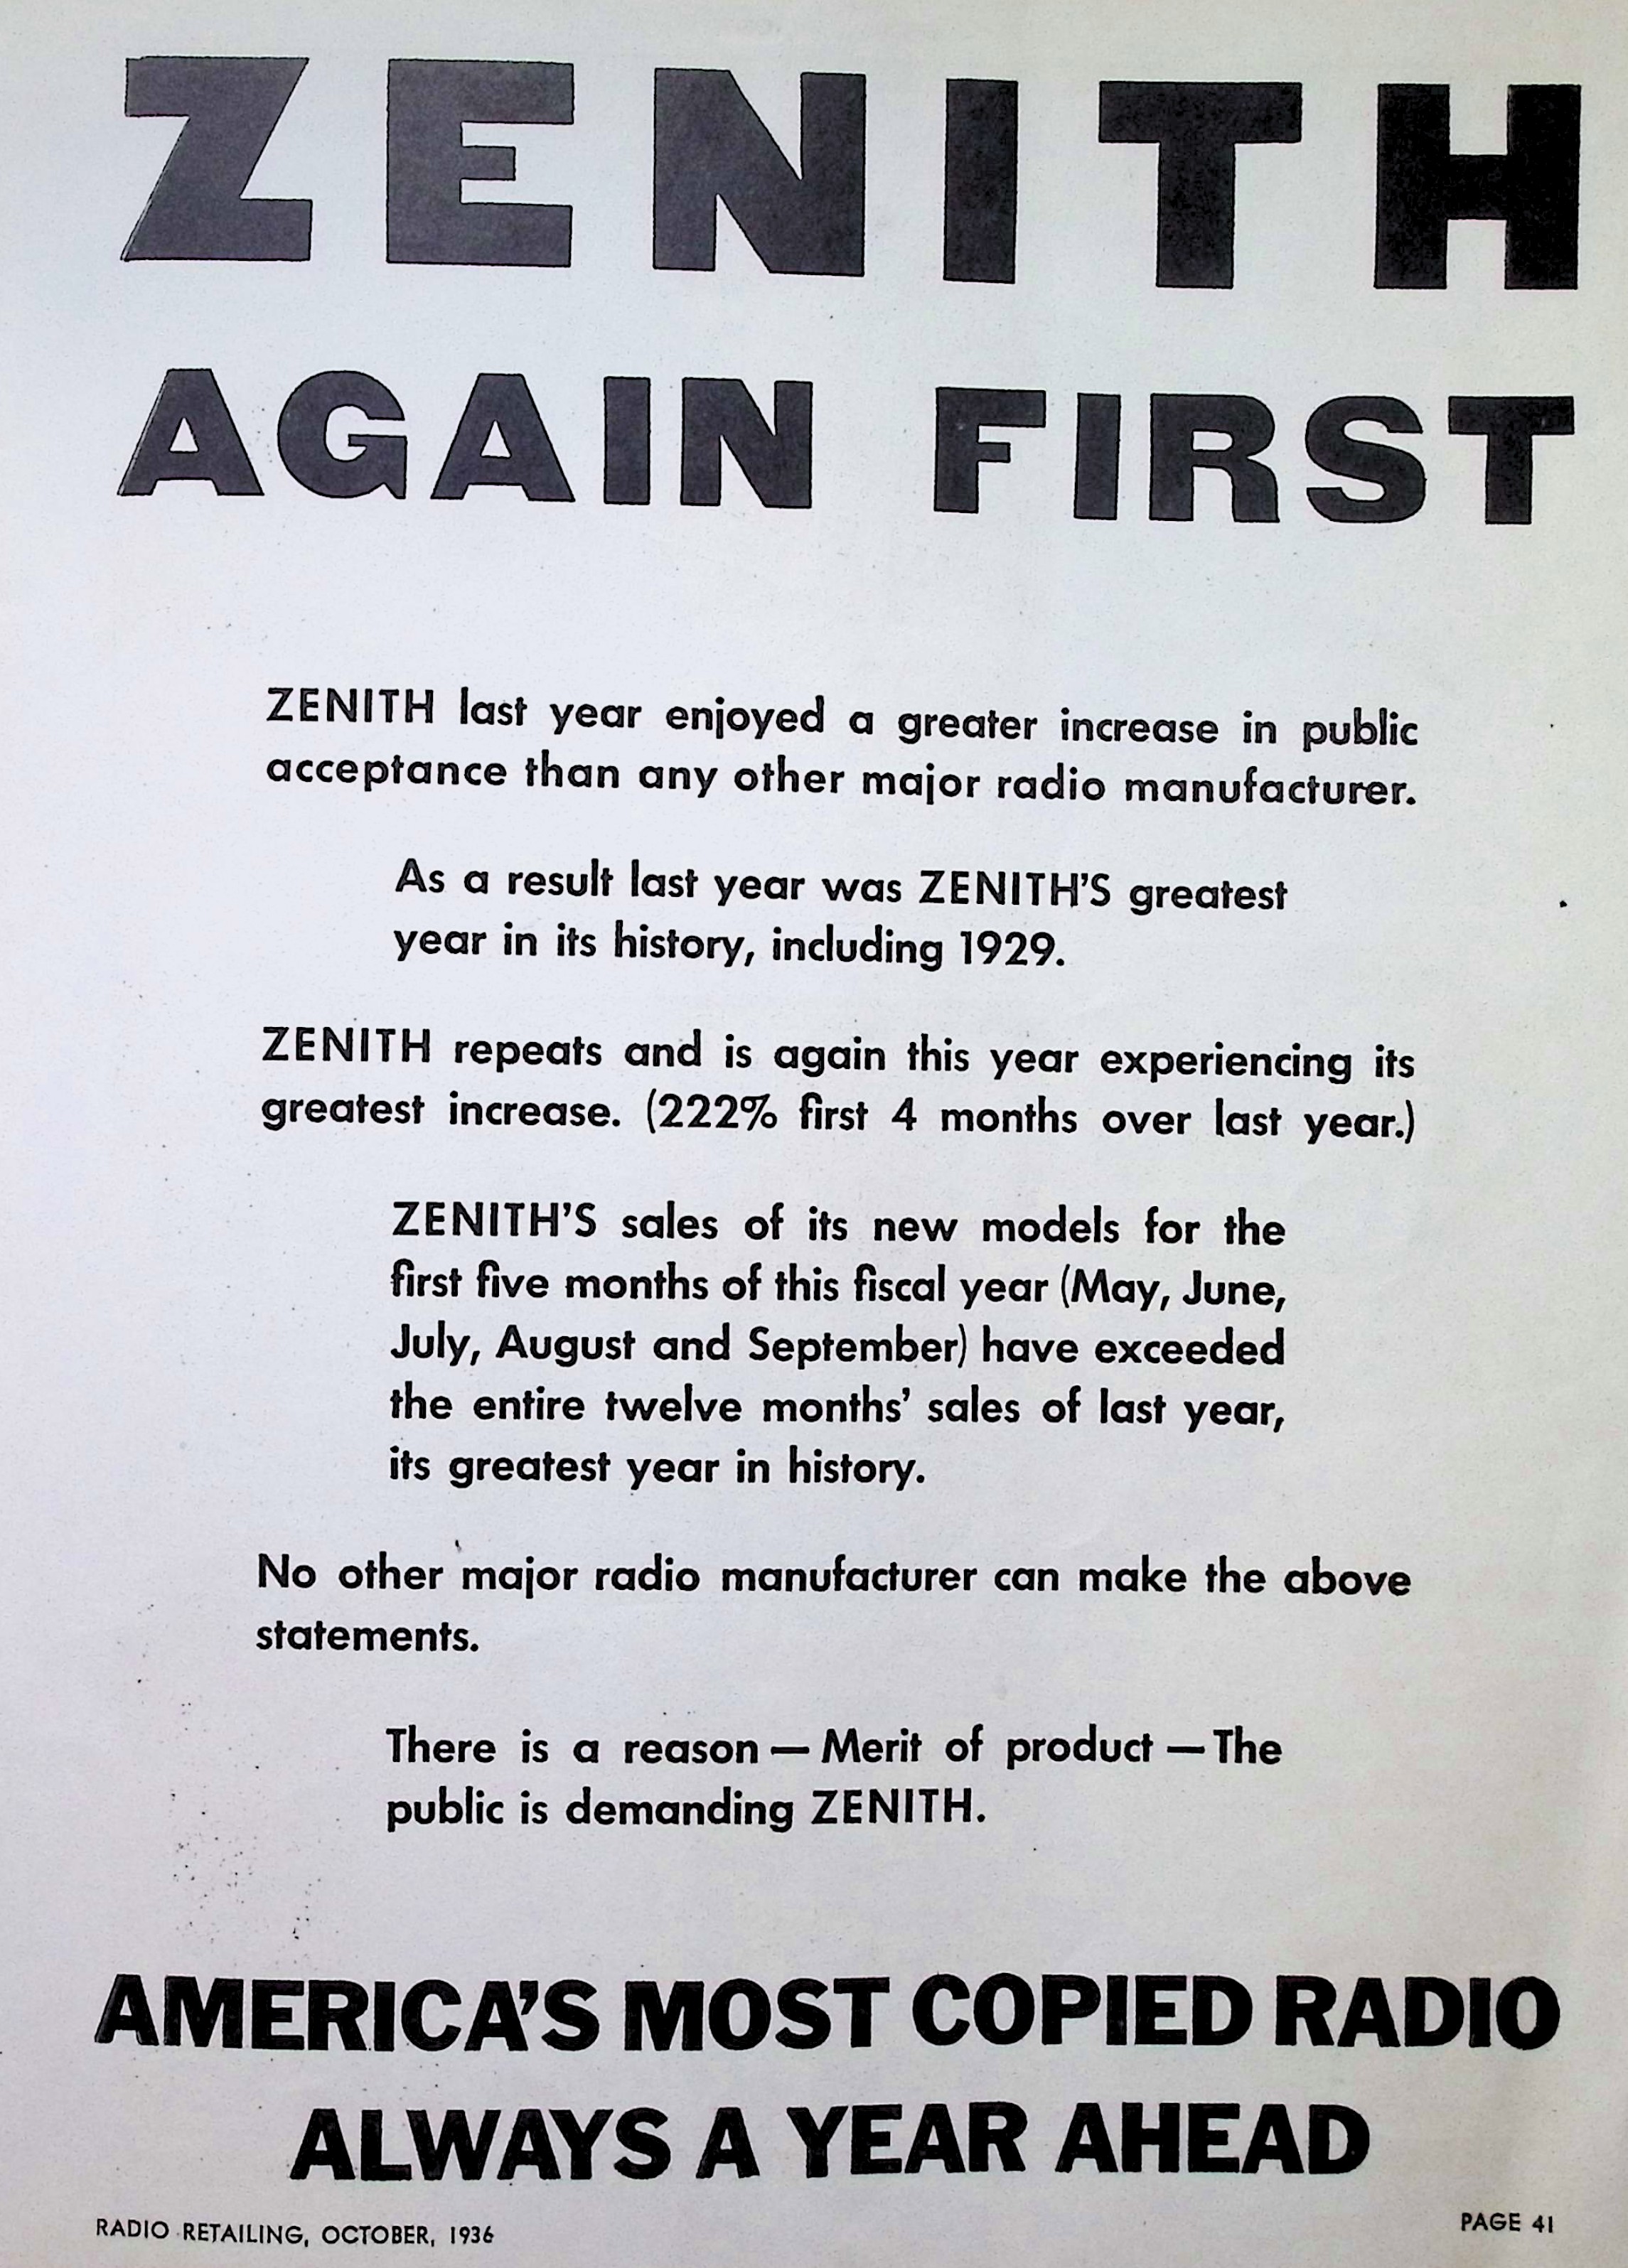 ZENITH
AGAIN FIRST
ZENITH last year enjoyed a greater increase in public
acceptance than any other major radio manufacturer.
As a result last year was ZENITH'S greatest
year in its history, including 1929.
ZENITH repeats and is again this year experiencing its
greatest increase. (222% first 4 months over last year.)
ZENITH'S sales of its new models for the
first five months of this fiscal year (May, June,
July, August and September) have exceeded
the entire twelve months' sales of last year,
its greatest year in history.
No other major radio manufacturer can make the above
statements.
There is a reason — Merit of product — The
public is demanding ZENITH.
AMERICA'S MOST COPIED RADIO
ALWAYS A YEAR AHEAD
RADIO RETAILING, OCTOBER, 1936
PAGE 41